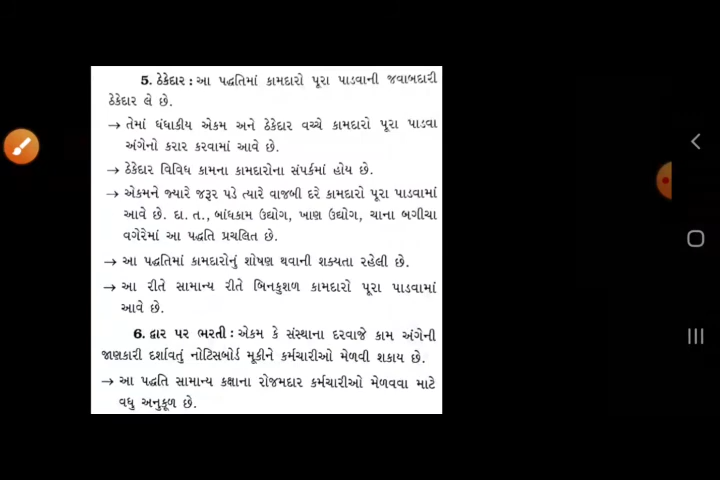 5. ઠેકેદાર : આ પદ્ધતિમાં કામદારો પૂરા પાડવાની જવાબદારી
ઠેકેદાર લે છે.
→ તેમાં ધંધાકીય એકમ અને ઠેકેદાર વચ્ચે કામદારો પૂરા પાડવા
અંગેનો કરાર કરવામાં આવે છે.
→ ઠેકેદાર વિવિધ કામના કામદારોના સંપર્કમાં હોય છે.
→ એકમને જ્યારે જરૂર પડે ત્યારે વાજબી દરે કામદારો પૂરા પાડવામાં
આવે છે. દા. ત., બાંધકામ ઉદ્યોગ, ખાણ ઉદ્યોગ, ચાના બગીચા
વગેરેમાં આ પદ્ધતિ પ્રચલિત છે.
→ આ પદ્ધતિમાં કામદારોનું શોષણ થવાની શક્યતા રહેલી છે.
→ આ રીતે સામાન્ય રીતે બિનકુશળ કામદારો પૂરા પાડવામાં
આવે છે.
6. દ્વાર પર ભરતી : એકમ કે સંસ્થાના દરવાજે કામ અંગેની
જાણકારી દર્શાવતું નોટિસબોર્ડ મૂકીને કર્મચારીઓ મેળવી શકાય છે.
→ આ પદ્ધતિ સામાન્ય કક્ષાના રોજમદાર કર્મચારીઓ મેળવવા માટે
વધુ અનુકૂળ છે.